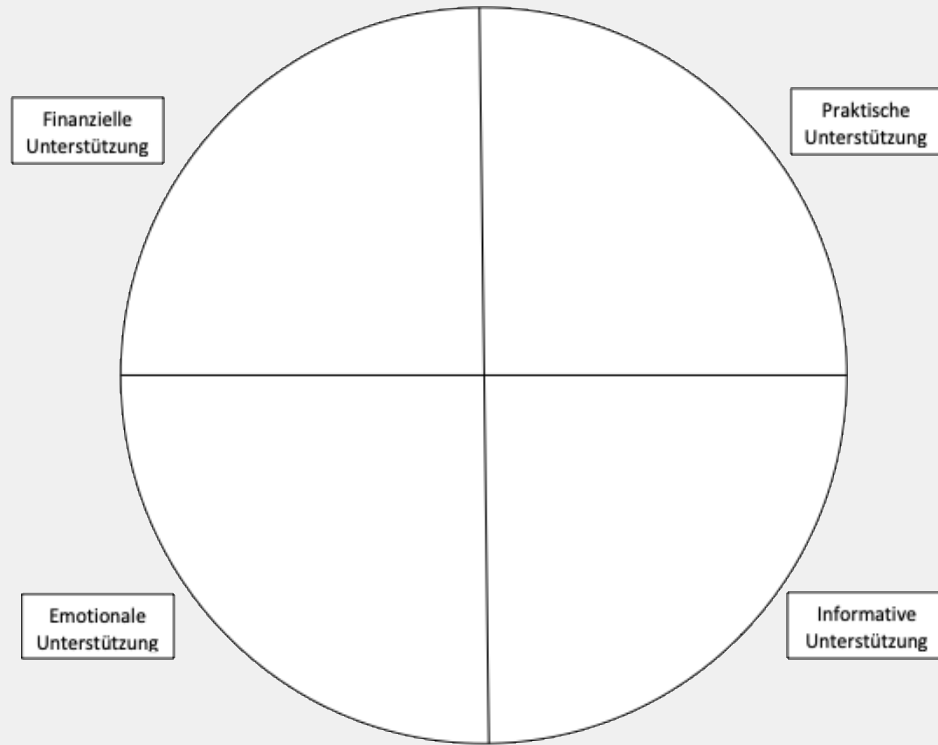 Finanzielle
Unterstützung
Praktische
Unterstützung
Emotionale
Unterstützung
Informative
Unterstützung